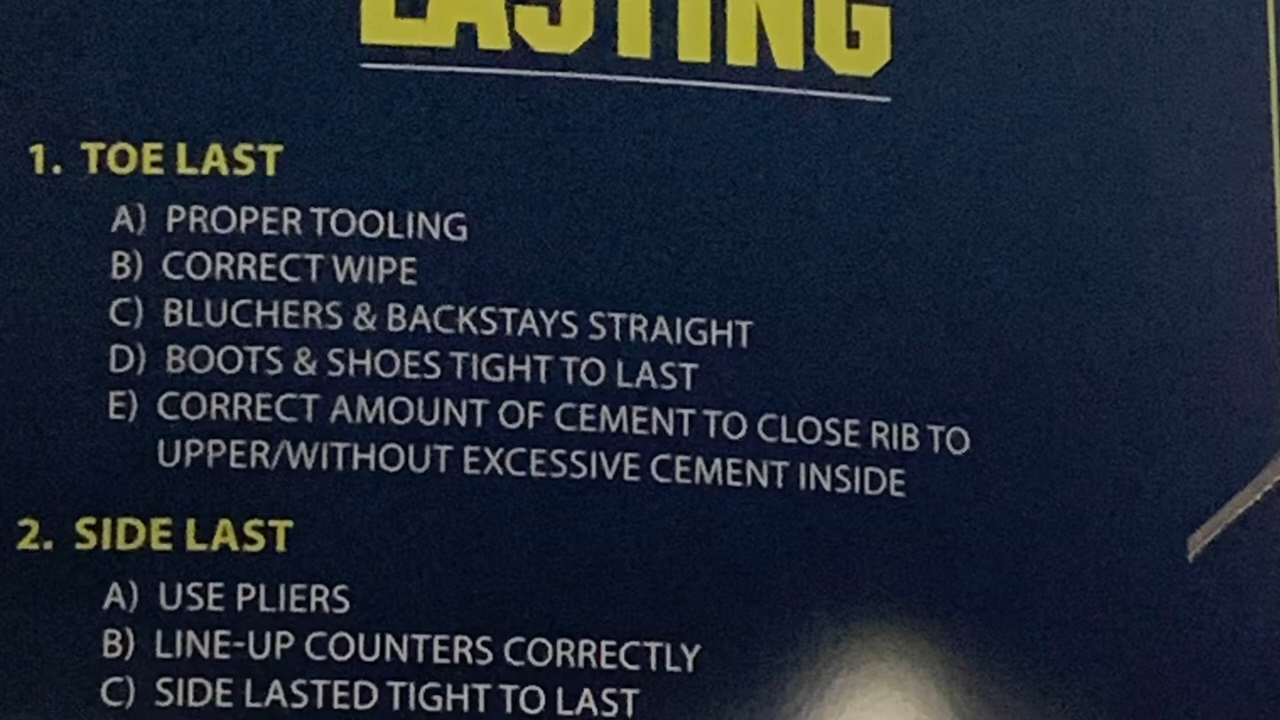 LASTING
1. TOE LAST
A) PROPER TOOLING
B) CORRECT WIPE
C) BLUCHERS & BACKSTAYS STRAIGHT
D) BOOTS & SHOES TIGHT TO LAST
E) CORRECT AMOUNT OF CEMENT TO CLOSE RIB TO
UPPER/WITHOUT EXCESSIVE CEMENT INSIDE
2. SIDE LAST
A) USE PLIERS
B) LINE-UP COUNTERS CORRECTLY
C) SIDE LASTED TIGHT TO LAST